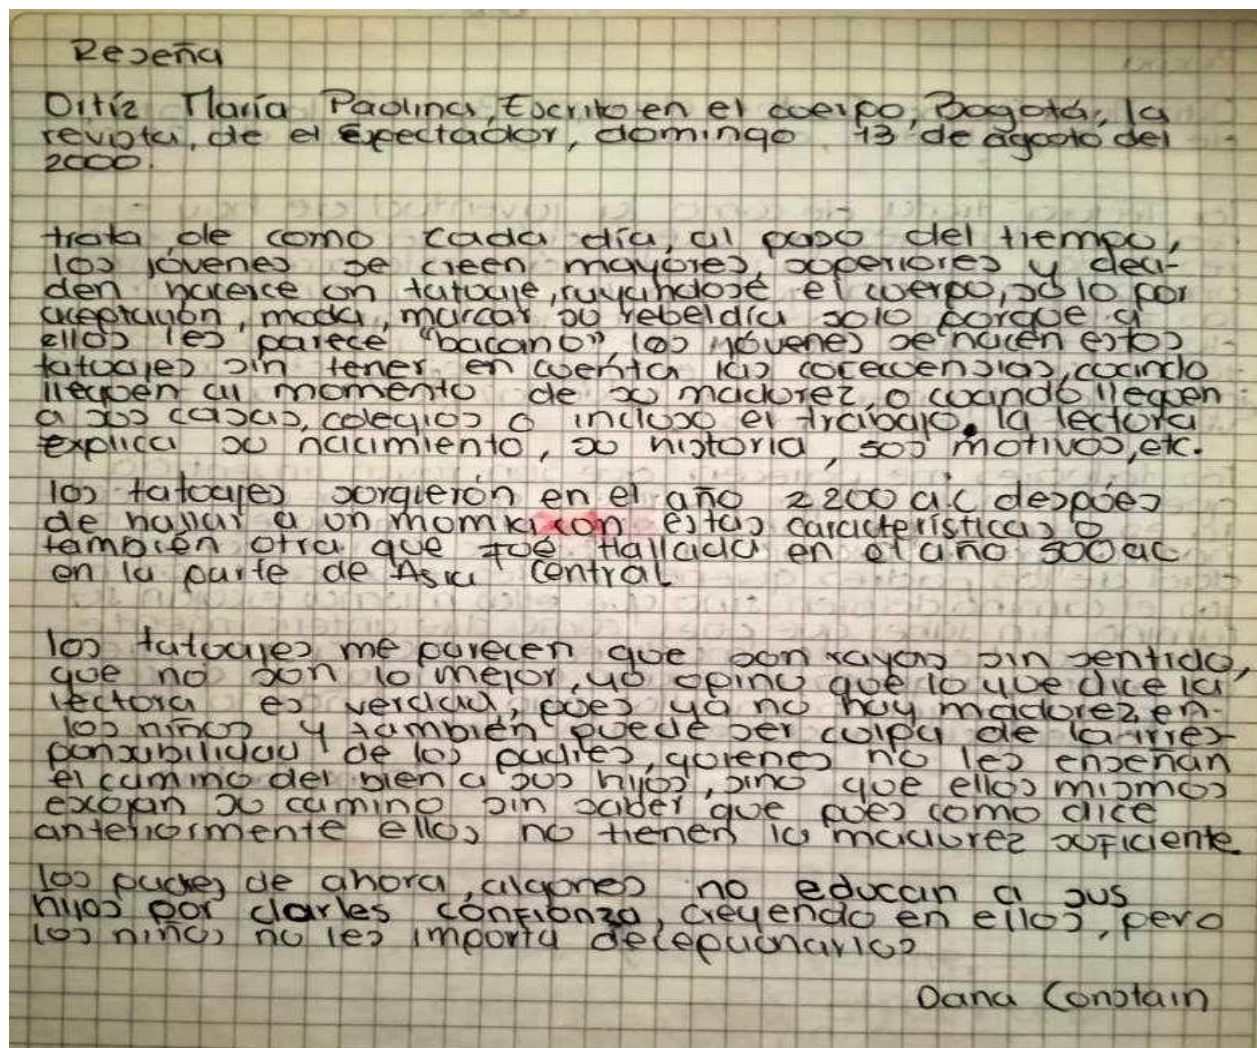 Reseña
Ortíz María Paolina, Escrito en el cuerpo, Bogotá, la
revista, de el Espectador, domingo 13 de agosto del
2000.
trata de como cada día, al paso del tiempo,
los jóvenes se creen mayores, superiores y deci-
den hacerce un tatuaje, rayandose el cuerpo, solo por
aceptación, moda, marcar su rebeldía solo porque a
ellos les parece "bacano", los jóvenes se hacen estos
tatuajes sin tener en cuenta las cosecuensias, cuando
lleguen al momento de su madurez, o cuando lleguen
a sus casas, colegios o incluso el trabajo. la lectora
explica su nacimiento, su historia, sus motivos, etc.
los tatuajes surgierón en el año 2200 a.c después
de hallar a un momia con estas características o
también otra que fue Hallada en el año 500 ac
en la parte de Asia Central
los tatuajes me parecen que son rayas sin sentido,
que no son lo mejor, yo opino que lo que dice la
lectora es verdad, pues ya no hay madurez en
los niños y también puede ser culpa de la irres-
ponsibilidad de los padres, quienes no les enseñan
el camino del bien a sus hijos, sino que ellos mismos
escojan su camino sin saber que pues como dice
anteriormente ellos no tienen la madurez suficiente
los padres de ahora, algunos no educan a sus
hijos por darles confianza, creyendo en ellos, pero
los niños no les importa decepcionarlos
Dana Constain